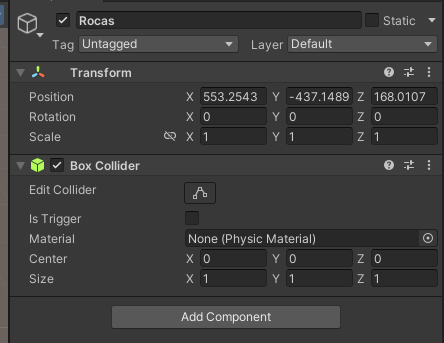 Rocas Static
Tag Untagged Layer Default
Transform
Position X 553.2543 Y -437.1489 Z 168.0107
Rotation X 0 Y 0 Z 0
Scale X 1 Y 1 Z 1
Box Collider
Edit Collider
Is Trigger
Material None (Physic Material)
Center X 0 Y 0 Z 0
Size X 1 Y 1 Z 1
Add Component